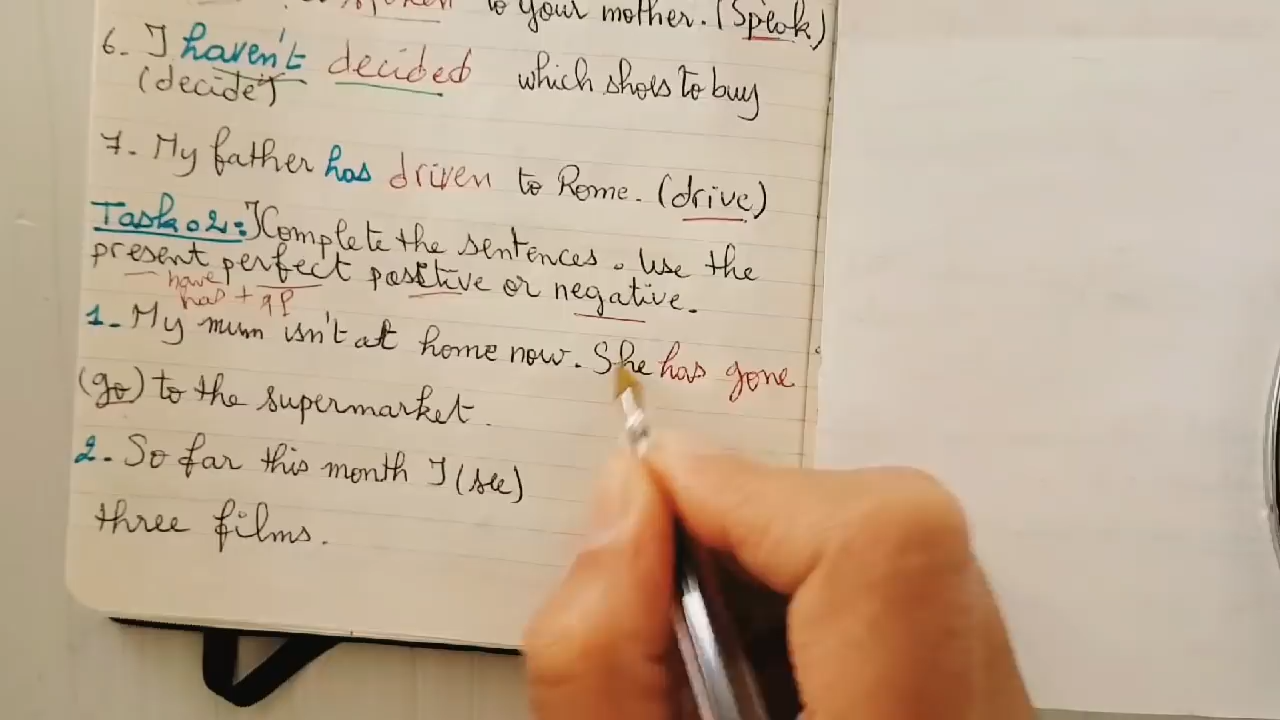 spoken to your mother. (Speak)
6. I haven't decided which shoes to buy
(decide)
7. My father has driven to Rome. (drive)
Task 02: Complete the sentences. Use the
present perfect positive or negative.
have
has + pp
1. My mum isn't at home now. She has gone
(go) to the supermarket.
2. So far this month I (see)
three films.